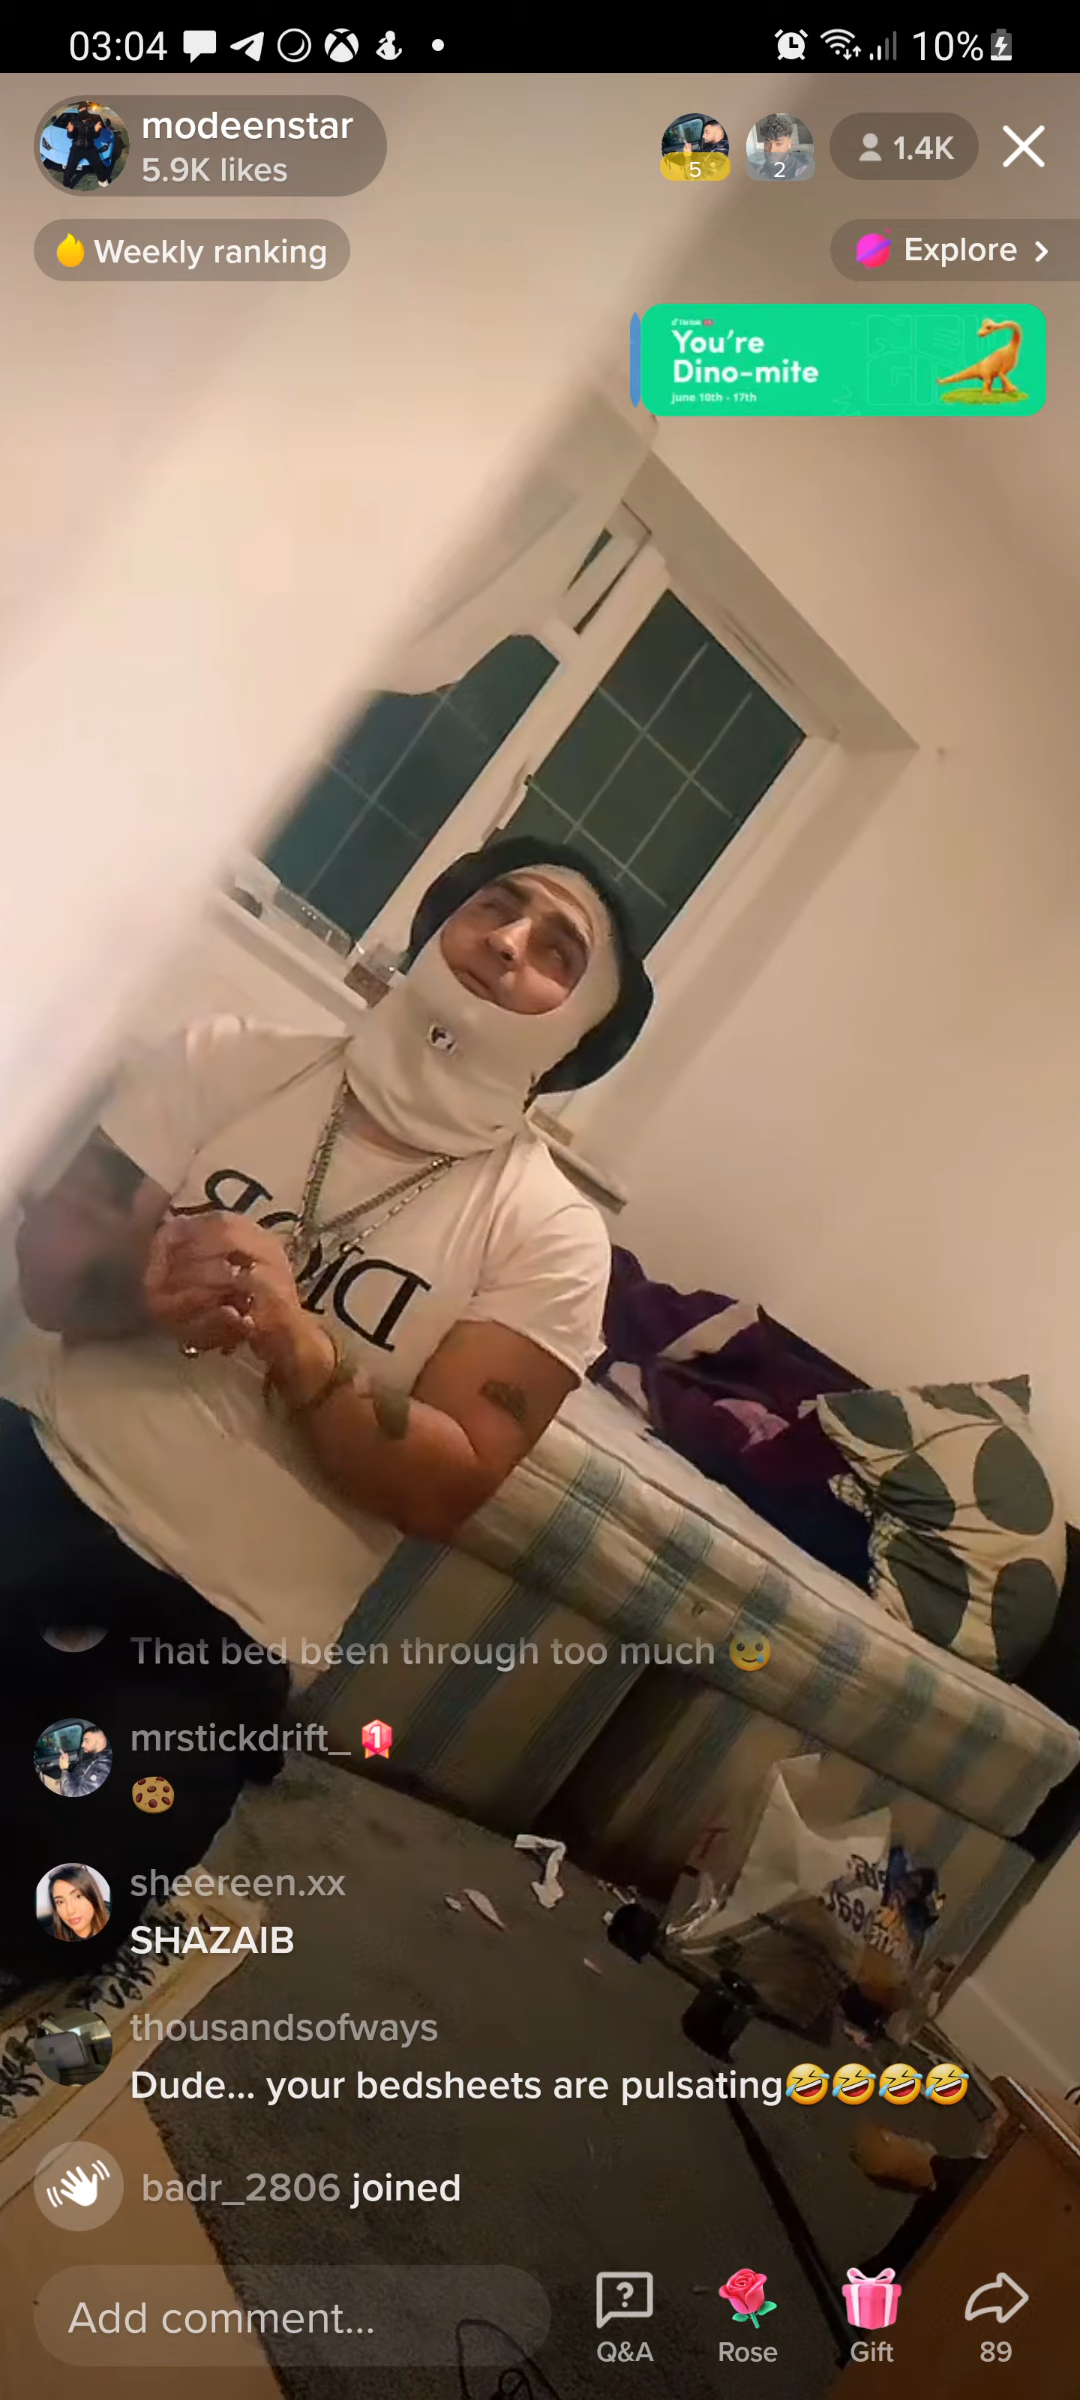 03:04
10%
modeenstar
5.9K likes
5
2
1.4K
Weekly ranking
Explore
TikTok
You're
Dino-mite
June 10th - 17th
DIOR
That bed been through too much 🥲
mrstickdrift_ 1
🍪
sheereen.xx
SHAZAIB
thousandsofways
Dude... your bedsheets are pulsating🤣🤣🤣🤣
badr_2806 joined
Add comment...
Q&A
Rose
Gift
89